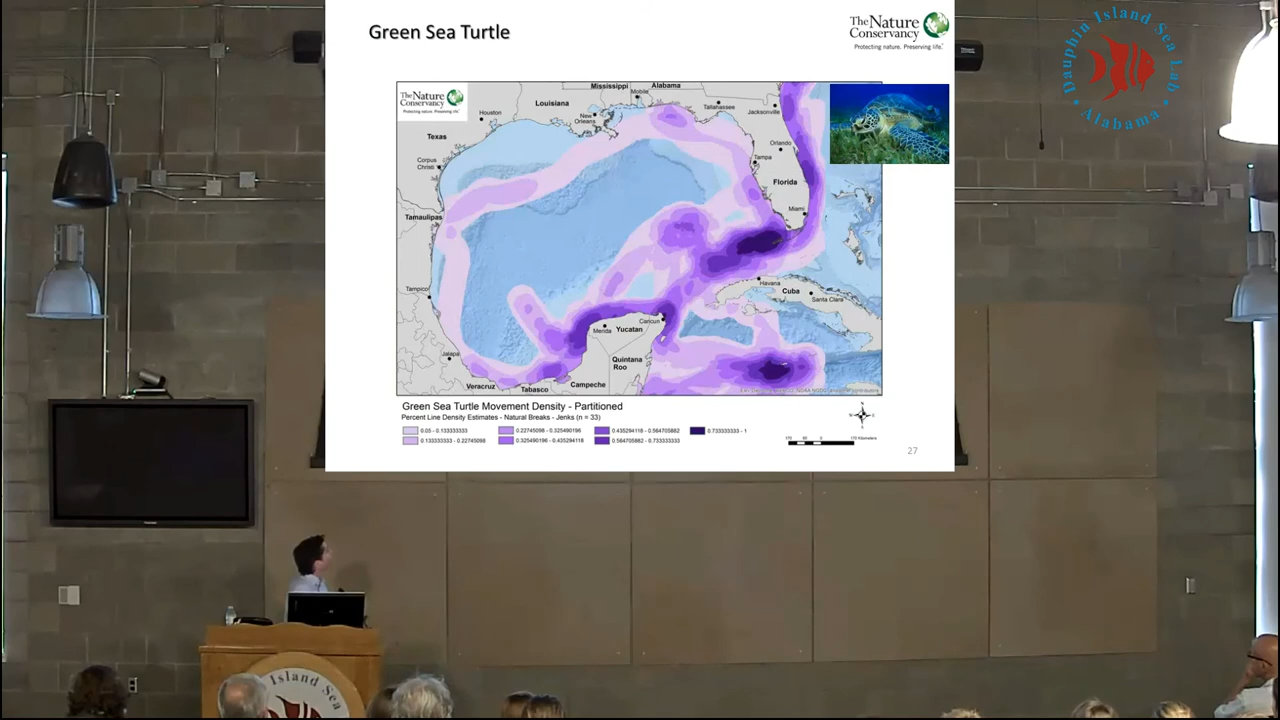 Green Sea Turtle
The Nature
Conservancy
Protecting nature. Preserving life.
Dauphin Island Sea Lab
Alabama
The Nature
Conservancy
Protecting nature. Preserving life.
Mississippi
Alabama
Mobile
Louisiana
Tallahassee
Jacksonville
Houston
New
Orleans
Texas
Orlando
Tampa
Corpus
Christi
Florida
Miami
Tamaulipas
Havana
Cuba
Santa Clara
Tampico
Cancun
Merida
Yucatan
Jalapa
Quintana
Roo
Veracruz
Tabasco
Campeche
Green Sea Turtle Movement Density - Partitioned
Percent Line Density Estimates - Natural Breaks - Jenks (n = 33)
0.05 - 0.133333333
0.22745098 - 0.325490196
0.435294118 - 0.564705882
0.733333333 - 1
0.133333333 - 0.22745098
0.325490196 - 0.435294118
0.564705882 - 0.733333333
27
Island Sea